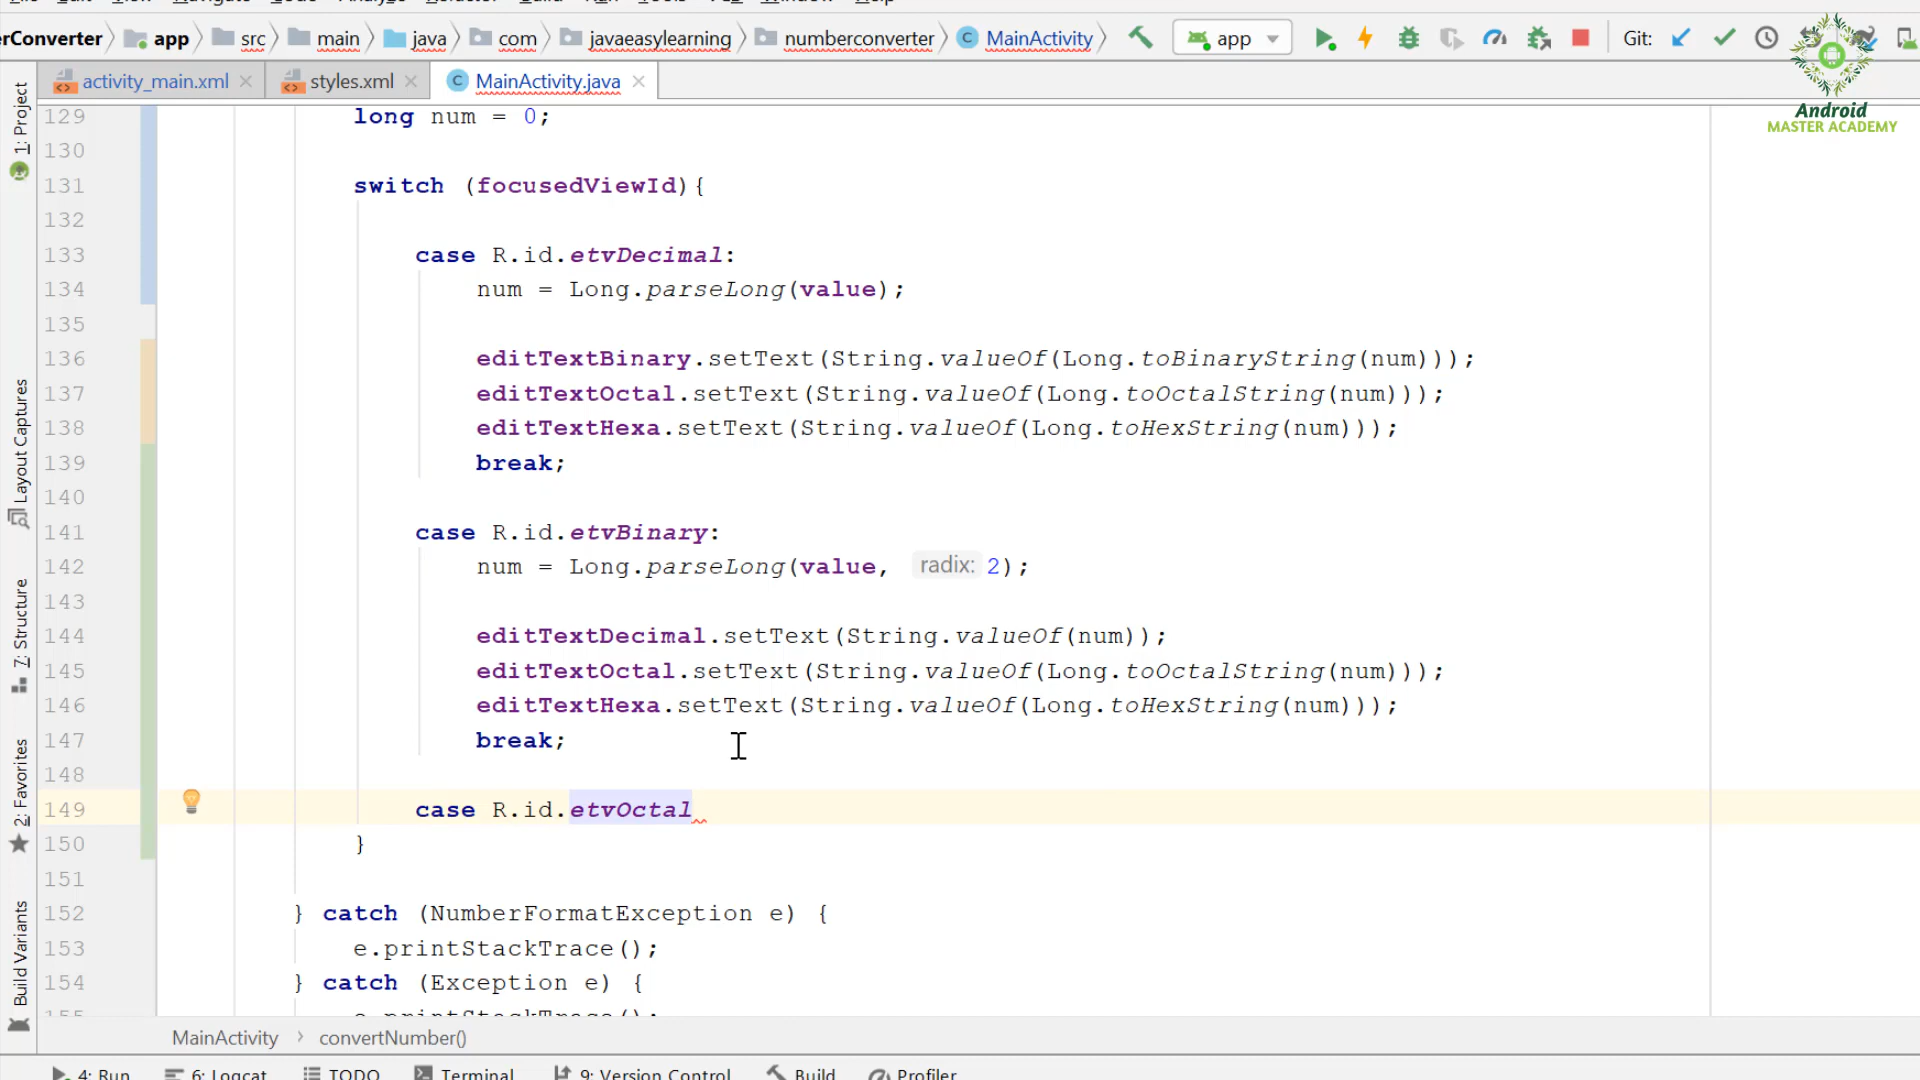 erConverter app src main java com javaeasylearning numberconverter MainActivity app Git:
activity_main.xml styles.xml MainActivity.java
Android
MASTER ACADEMY
1: Project
Layout Captures
7: Structure
2: Favorites
Build Variants
129 long num = 0;
130
131 switch (focusedViewId){
132
133 case R.id.etvDecimal:
134 num = Long.parseLong(value);
135
136 editTextBinary.setText(String.valueOf(Long.toBinaryString(num)));
137 editTextOctal.setText(String.valueOf(Long.toOctalString(num)));
138 editTextHexa.setText(String.valueOf(Long.toHexString(num)));
139 break;
140
141 case R.id.etvBinary:
142 num = Long.parseLong(value, radix: 2);
143
144 editTextDecimal.setText(String.valueOf(num));
145 editTextOctal.setText(String.valueOf(Long.toOctalString(num)));
146 editTextHexa.setText(String.valueOf(Long.toHexString(num)));
147 break;
148
149 case R.id.etvOctal
150 }
151
152 } catch (NumberFormatException e) {
153 e.printStackTrace();
154 } catch (Exception e) {
155 e.printStackTrace();
MainActivity convertNumber()
4: Run 6: Logcat TODO Terminal 9: Version Control Build Profiler